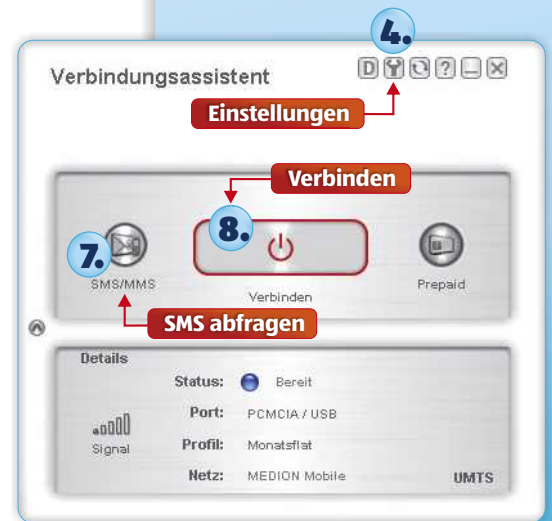 4.
Verbindungsassistent D ?
Einstellungen
Verbinden
8.
7.
SMS/MMS
Verbinden
Prepaid
SMS abfragen
Details
Status: Bereit
Port: PCMCIA / USB
Signal
Profil: Monatsflat
Netz: MEDION Mobile UMTS